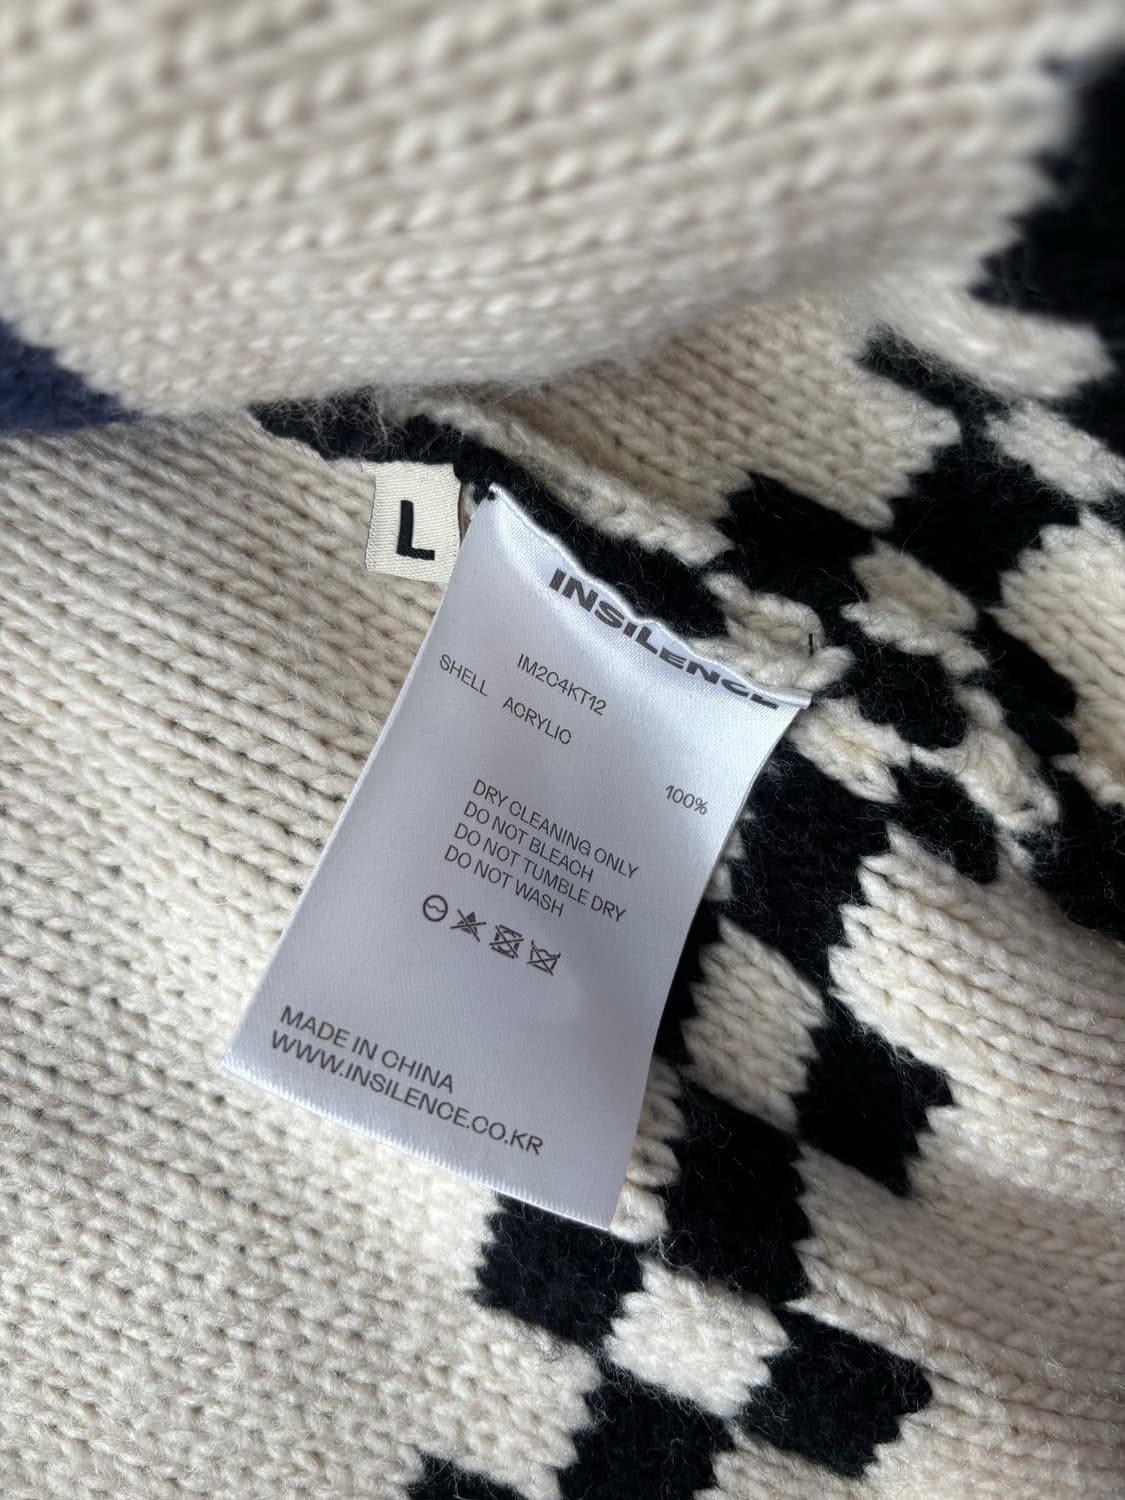 L
INSILENCE
IM2C4KT12
SHELL ACRYLIC 100%
DRY CLEANING ONLY
DO NOT BLEACH
DO NOT TUMBLE DRY
DO NOT WASH
MADE IN CHINA
WWW.INSILENCE.CO.KR